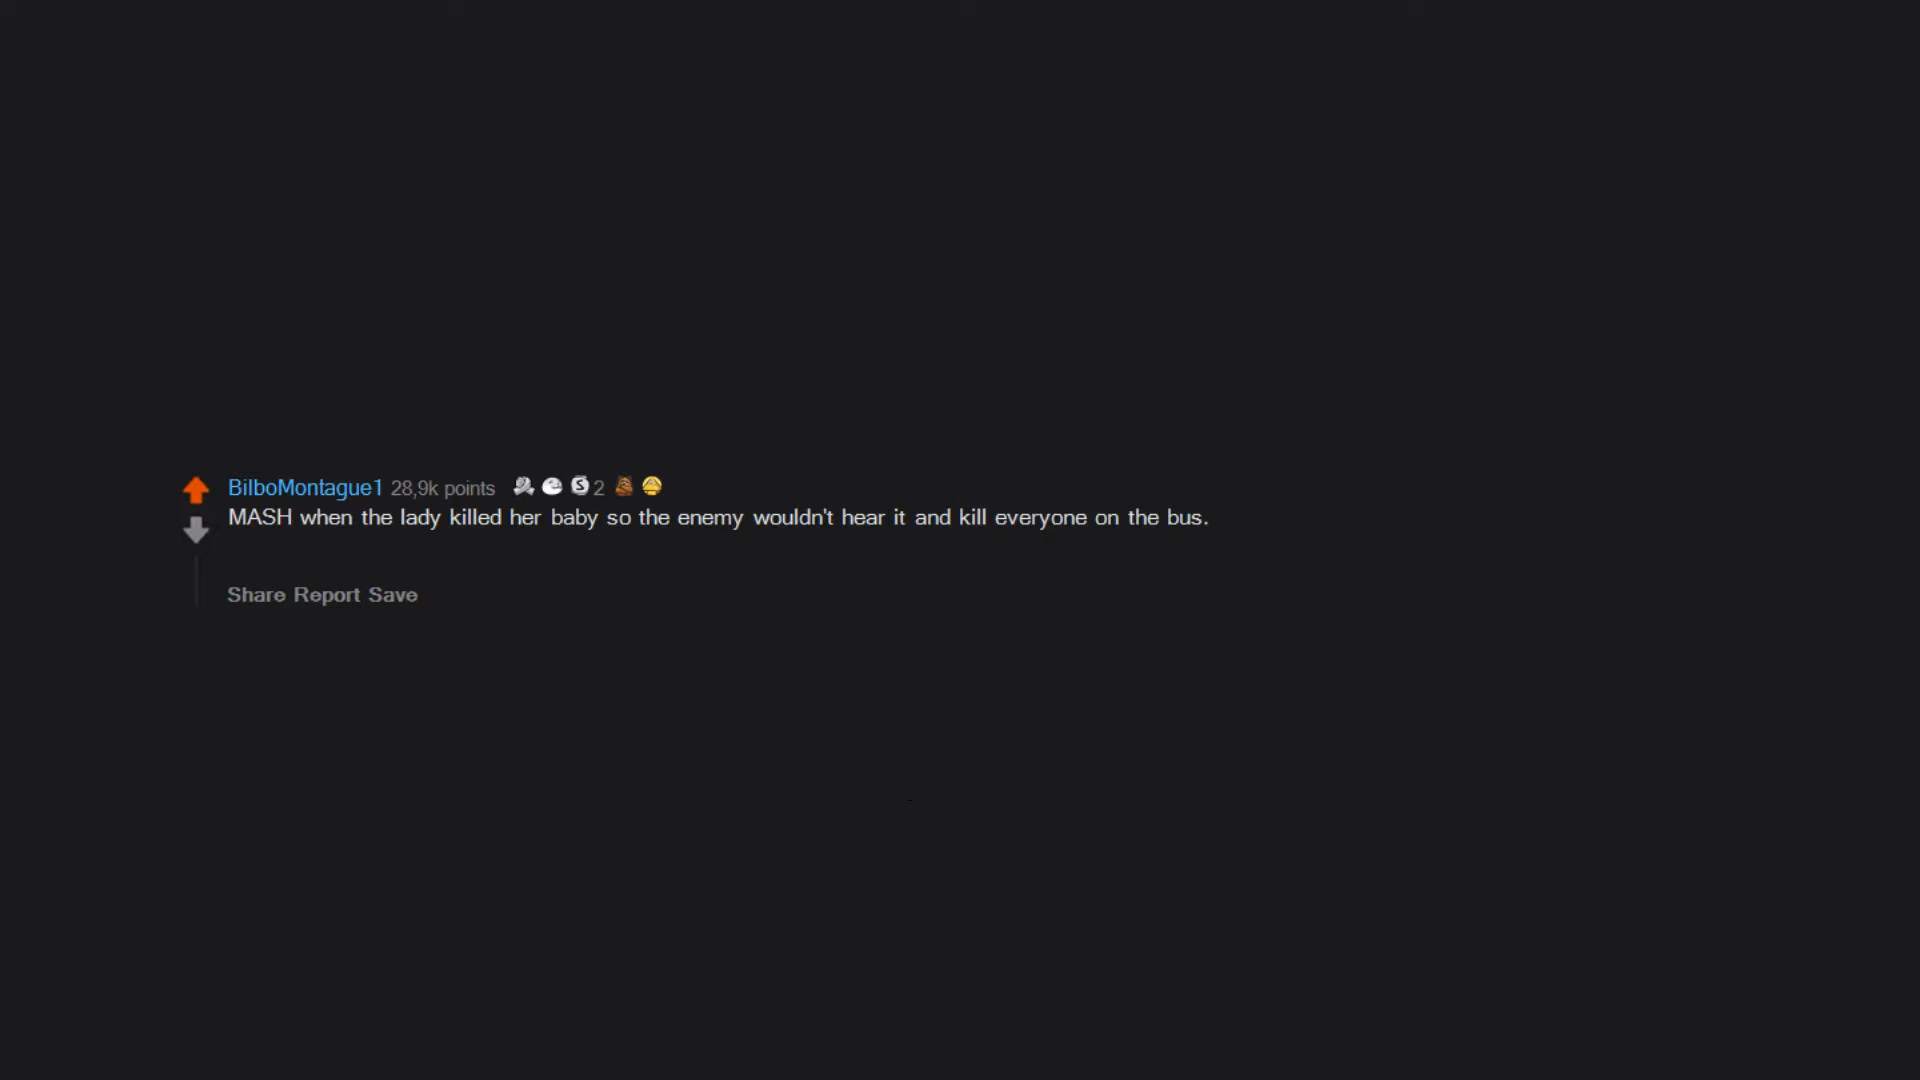 BilboMontague1 28,9k points 2
MASH when the lady killed her baby so the enemy wouldn't hear it and kill everyone on the bus.
Share Report Save